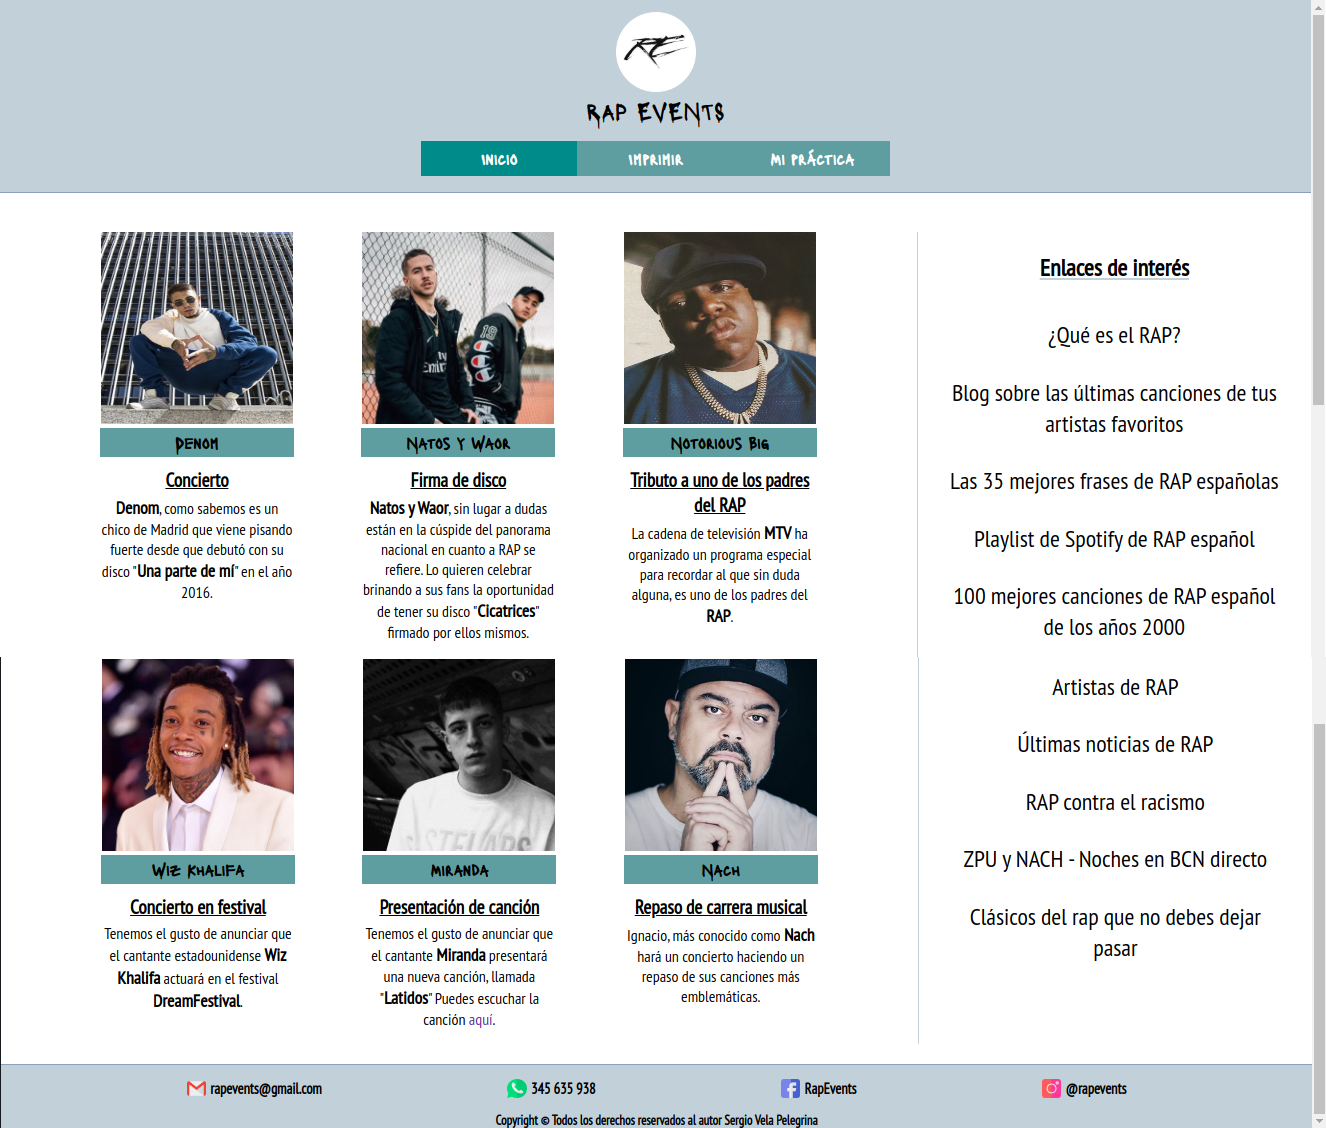 RE
RAP EVENTS
INICIO IMPRIMIR MI PRÁCTICA
DENOM
Concierto
Denom, como sabemos es un
chico de Madrid que viene pisando
fuerte desde que debutó con su
disco "Una parte de mí" en el año
2016.
NATOS Y WAOR
Firma de disco
Natos y Waor, sin lugar a dudas
están en la cúspide del panorama
nacional en cuanto a RAP se
refiere. Lo quieren celebrar
brinando a sus fans la oportunidad
de tener su disco "Cicatrices"
firmado por ellos mismos.
NOTORIOUS BIG
Tributo a uno de los padres
del RAP
La cadena de televisión MTV ha
organizado un programa especial
para recordar al que sin duda
alguna, es uno de los padres del
RAP.
WIZ KHALIFA
Concierto en festival
Tenemos el gusto de anunciar que
el cantante estadounidense Wiz
Khalifa actuará en el festival
DreamFestival.
MIRANDA
Presentación de canción
Tenemos el gusto de anunciar que
el cantante Miranda presentará
una nueva canción, llamada
"Latidos" Puedes escuchar la
canción aquí.
NACH
Repaso de carrera musical
Ignacio, más conocido como Nach
hará un concierto haciendo un
repaso de sus canciones más
emblemáticas.
Enlaces de interés
¿Qué es el RAP?
Blog sobre las últimas canciones de tus
artistas favoritos
Las 35 mejores frases de RAP españolas
Playlist de Spotify de RAP español
100 mejores canciones de RAP español
de los años 2000
Artistas de RAP
Últimas noticias de RAP
RAP contra el racismo
ZPU y NACH - Noches en BCN directo
Clásicos del rap que no debes dejar
pasar
rapevents@gmail.com 345 635 938 RapEvents @rapevents
Copyright © Todos los derechos reservados al autor Sergio Vela Pelegrina